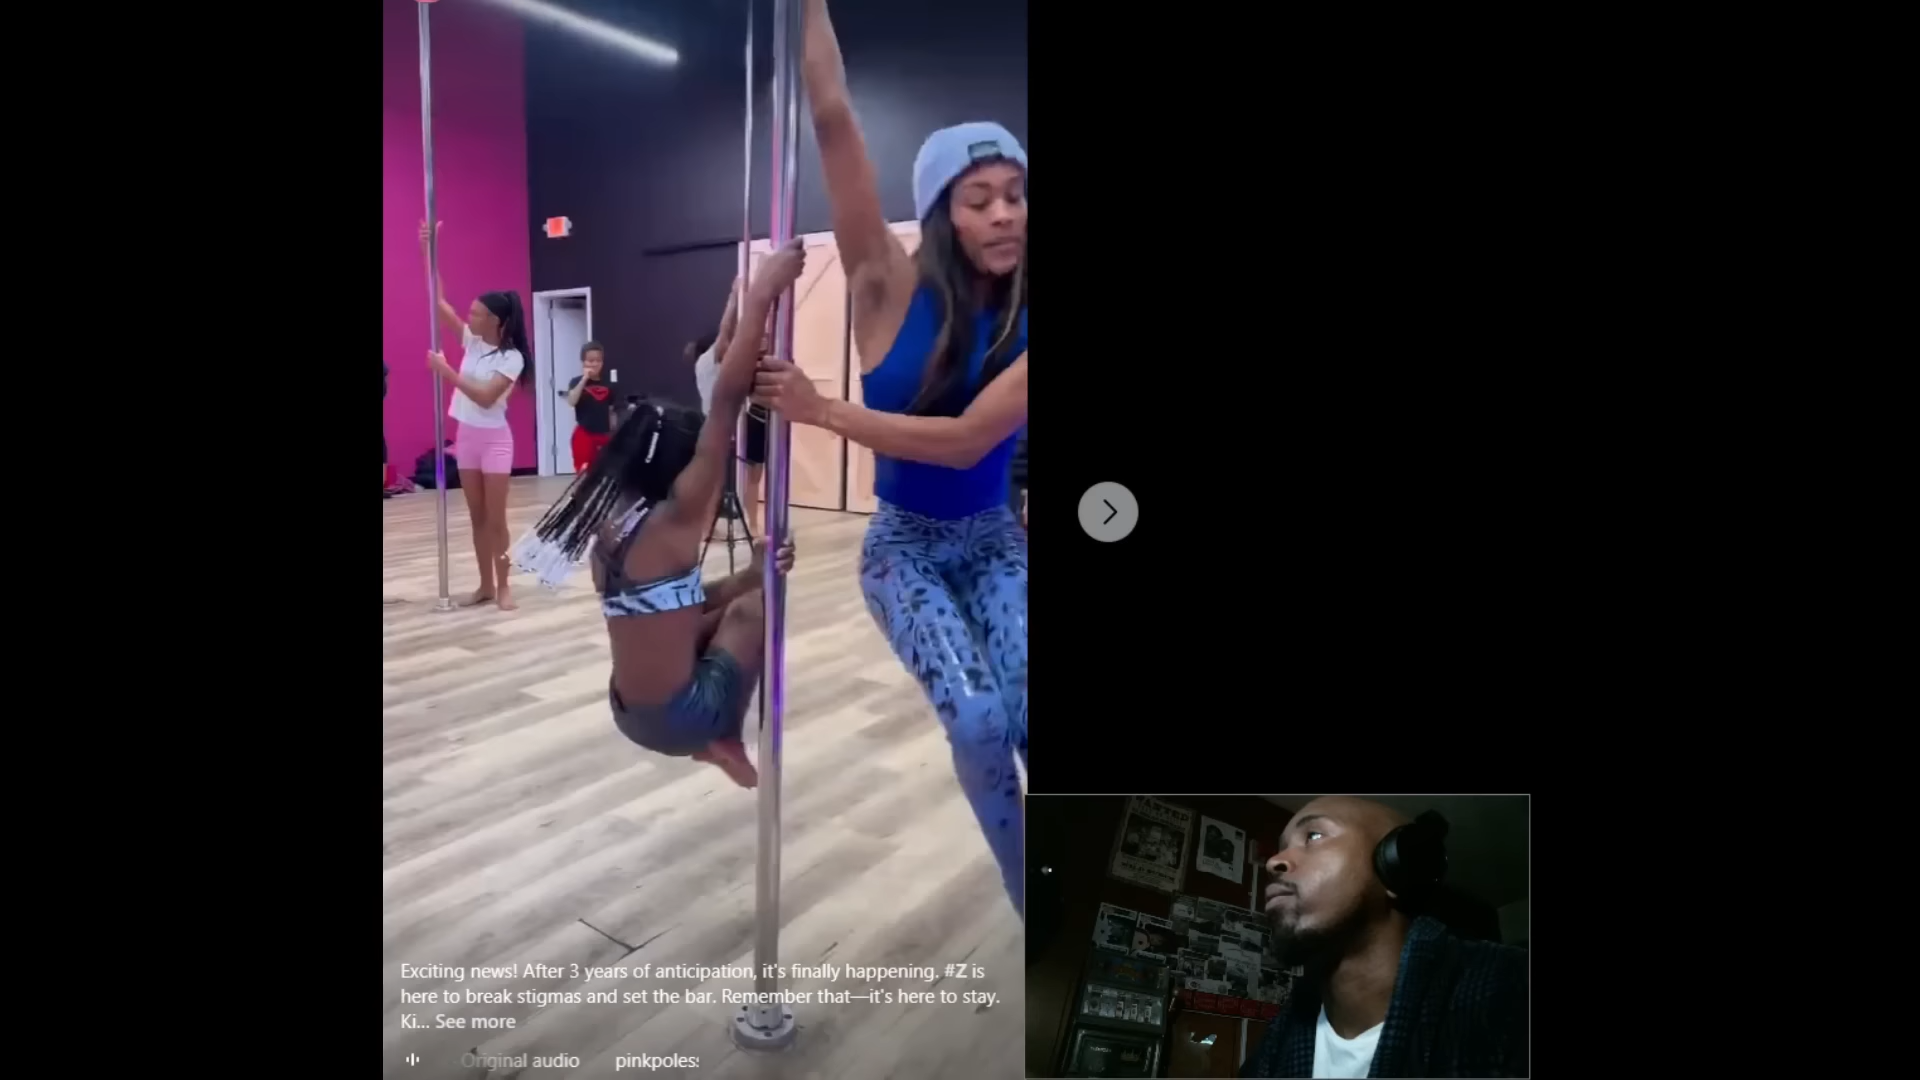 Exciting news! After 3 years of anticipation, it's finally happening. #Z is
here to break stigmas and set the bar. Remember that—it's here to stay.
Ki... See more
Original audio pinkpoles